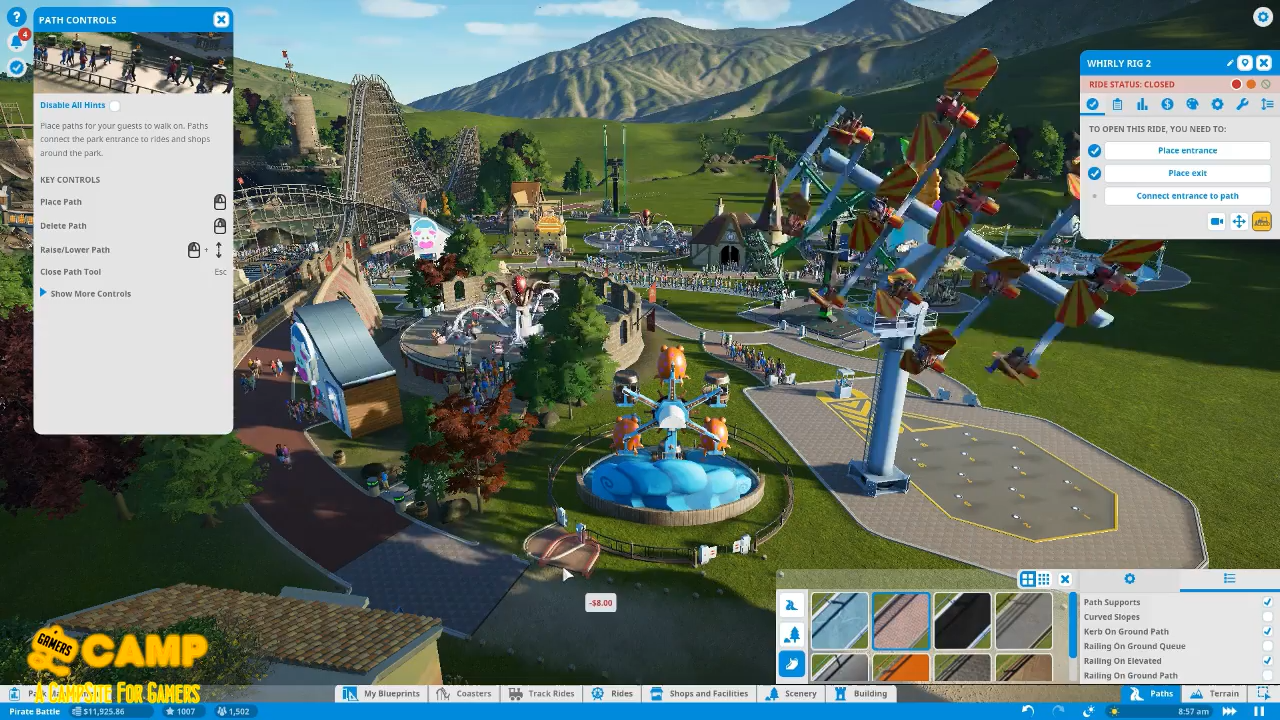 ?
PATH CONTROLS
4
Disable All Hints
Place paths for your guests to walk on. Paths
connect the park entrance to rides and shops
around the park.
KEY CONTROLS
Place Path
Delete Path
Raise/Lower Path
+
Close Path Tool
Esc
Show More Controls
WHIRLY RIG 2
RIDE STATUS: CLOSED
TO OPEN THIS RIDE, YOU NEED TO:
Place entrance
Place exit
Connect entrance to path
-$8.00
Path Supports
Curved Slopes
Kerb On Ground Path
Railing On Ground Queue
Railing On Elevated
Railing On Ground Path
GAMERS
CAMP
A CAMPSITE FOR GAMERS
My Blueprints
Coasters
Track Rides
Rides
Shops and Facilities
Scenery
Building
Paths
Terrain
Pirate Battle
$11,925.86
1007
1,502
8:57 am